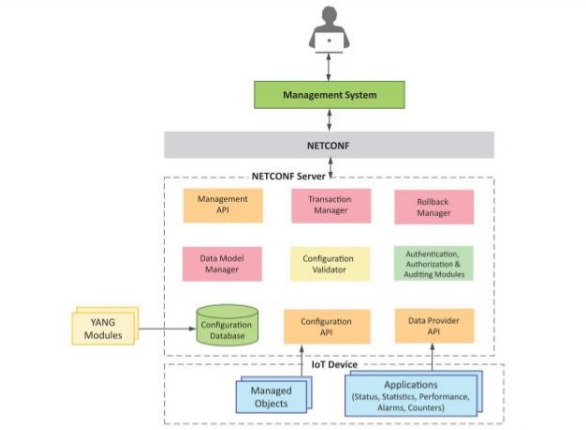 Management System
NETCONF
NETCONF Server
Management
API
Transaction
Manager
Rollback
Manager
Data Model
Manager
Configuration
Validator
Authentication,
Authorization &
Auditing Modules
YANG
Modules
Configuration
Database
Configuration
API
Data Provider
API
IoT Device
Managed
Objects
Applications
(Status, Statistics, Performance,
Alarms, Counters)